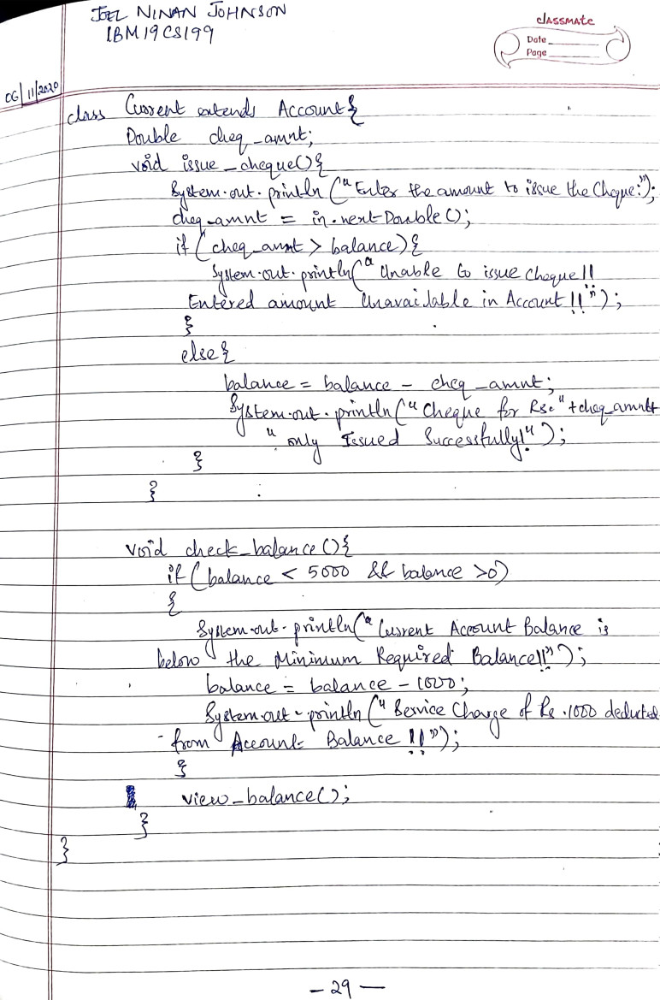 JOEL NINAN JOHNSON
1BM19CS199
classmate
Date
Page
06/11/2020
class Current extends Account{
Double cheq_amnt;
void issue_cheque(){
System.out.println("Enter the amount to issue the Cheque:");
cheq_amnt = in.nextDouble();
if (cheq_amnt > balance){
System.out.println("Unable to issue cheque!!
Entered amount Unavailable in Account!!");
}
else{
balance = balance - cheq_amnt;
System.out.println("Cheque for Rs."+cheq_amnt+
"only Issued Successfully!");
}
}
void check_balance(){
if(balance < 5000 && balance >0)
{
System.out.println("Current Account Balance is
below the Minimum Required Balance!!");
balance = balance - 1000;
System.out.println("Service Charge of Rs.1000 deducted
from Account Balance!!");
}
view_balance();
}
}
- 29 -